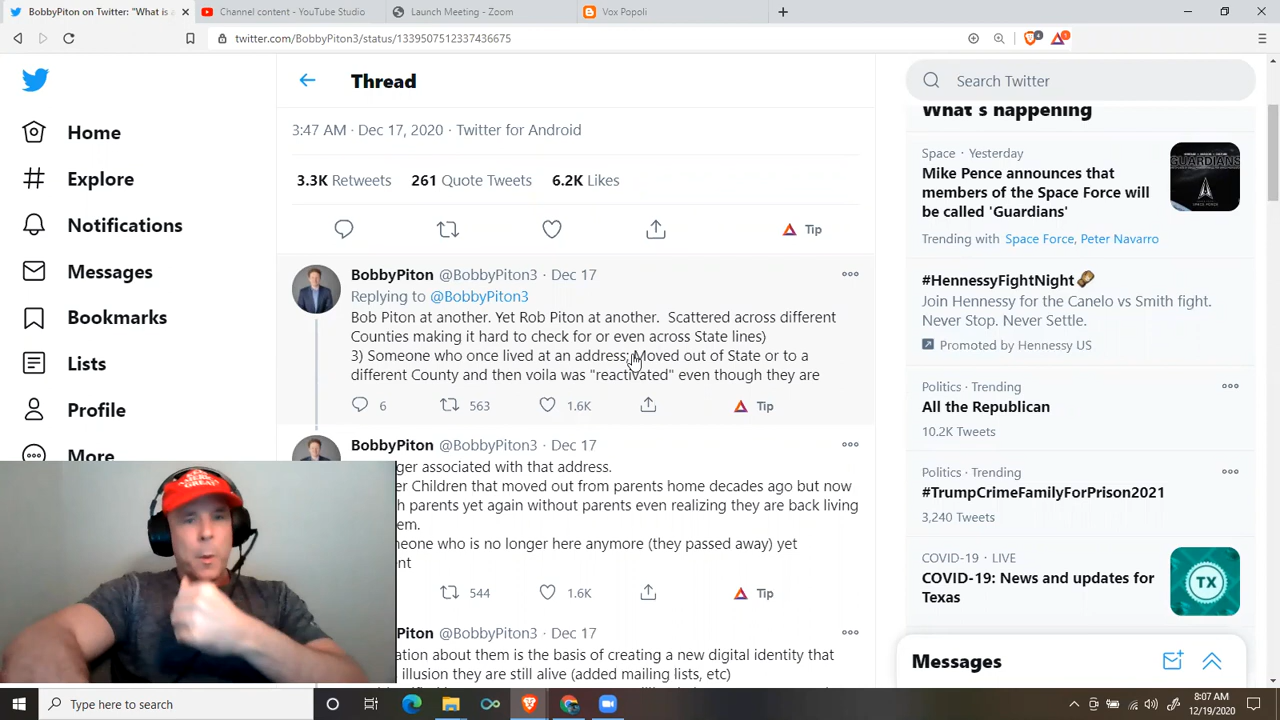 BobbyPiton on Twitter: "What is a
Channel content - YouTube Studio
Launch Meeting - Zoom
Vox Popoli
twitter.com/BobbyPiton3/status/1339507512337436675
Home
Explore
Notifications
Messages
Bookmarks
Lists
Profile
More
Thread
3:47 AM · Dec 17, 2020 · Twitter for Android
3.3K Retweets 261 Quote Tweets 6.2K Likes
Tip
BobbyPiton @BobbyPiton3 · Dec 17
Replying to @BobbyPiton3
Bob Piton at another. Yet Rob Piton at another. Scattered across different
Counties making it hard to check for or even across State lines)
3) Someone who once lived at an address; Moved out of State or to a
different County and then voila was "reactivated" even though they are
6 563 1.6K Tip
BobbyPiton @BobbyPiton3 · Dec 17
ger associated with that address.
er Children that moved out from parents home decades ago but now
h parents yet again without parents even realizing they are back living
em.
eone who is no longer here anymore (they passed away) yet
nt
544 1.6K Tip
Piton @BobbyPiton3 · Dec 17
ation about them is the basis of creating a new digital identity that
illusion they are still alive (added mailing lists, etc)
Search Twitter
What's happening
Space · Yesterday
Mike Pence announces that
members of the Space Force will
be called 'Guardians'
GUARDIANS
Trending with Space Force, Peter Navarro
#HennessyFightNight
Join Hennessy for the Canelo vs Smith fight.
Never Stop. Never Settle.
Promoted by Hennessy US
Politics · Trending
All the Republican
10.2K Tweets
Politics · Trending
#TrumpCrimeFamilyForPrison2021
3,240 Tweets
COVID-19 · LIVE
COVID-19: News and updates for
Texas
TX
Messages
Type here to search
8:07 AM
12/19/2020